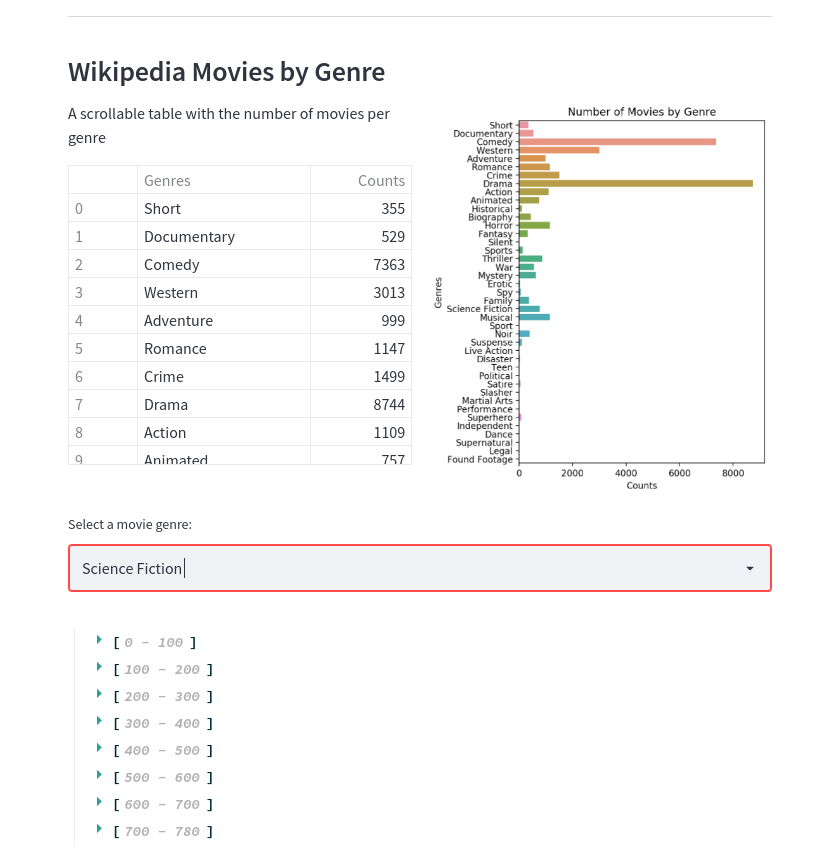 Wikipedia Movies by Genre
A scrollable table with the number of movies per
genre
Genres Counts
0 Short 355
1 Documentary 529
2 Comedy 7363
3 Western 3013
4 Adventure 999
5 Romance 1147
6 Crime 1499
7 Drama 8744
8 Action 1109
9 Animated 757
Number of Movies by Genre
Genres
Short
Documentary
Comedy
Western
Adventure
Romance
Crime
Drama
Action
Animated
Historical
Biography
Horror
Fantasy
Silent
Sports
Thriller
War
Mystery
Erotic
Spy
Family
Science Fiction
Musical
Sport
Noir
Suspense
Live Action
Disaster
Teen
Political
Satire
Slasher
Martial Arts
Performance
Superhero
Independent
Dance
Supernatural
Legal
Found Footage
0 2000 4000 6000 8000
Counts
Select a movie genre:
Science Fiction
[ 0 – 100 ]
[ 100 – 200 ]
[ 200 – 300 ]
[ 300 – 400 ]
[ 400 – 500 ]
[ 500 – 600 ]
[ 600 – 700 ]
[ 700 – 780 ]